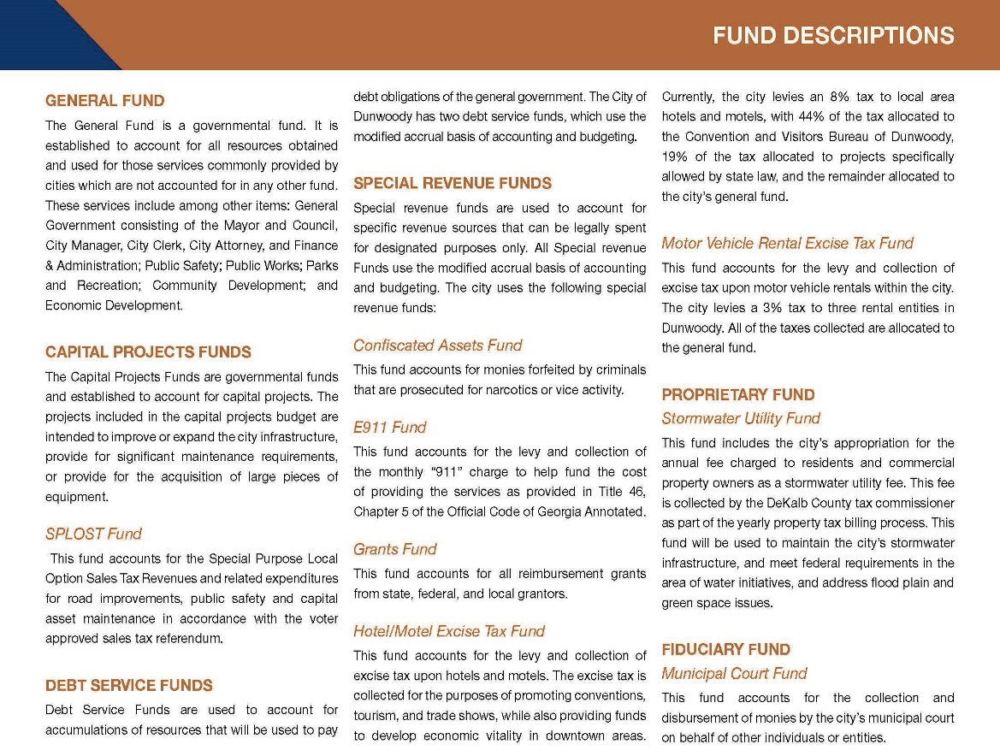 FUND DESCRIPTIONS
GENERAL FUND
The General Fund is a governmental fund. It is
established to account for all resources obtained
and used for those services commonly provided by
cities which are not accounted for in any other fund.
These services include among other items: General
Government consisting of the Mayor and Council,
City Manager, City Clerk, City Attorney, and Finance
& Administration; Public Safety; Public Works; Parks
and Recreation; Community Development; and
Economic Development.
CAPITAL PROJECTS FUNDS
The Capital Projects Funds are governmental funds
and established to account for capital projects. The
projects included in the capital projects budget are
intended to improve or expand the city infrastructure,
provide for significant maintenance requirements,
or provide for the acquisition of large pieces of
equipment.
SPLOST Fund
This fund accounts for the Special Purpose Local
Option Sales Tax Revenues and related expenditures
for road improvements, public safety and capital
asset maintenance in accordance with the voter
approved sales tax referendum.
DEBT SERVICE FUNDS
Debt Service Funds are used to account for
accumulations of resources that will be used to pay
debt obligations of the general government. The City of
Dunwoody has two debt service funds, which use the
modified accrual basis of accounting and budgeting.
SPECIAL REVENUE FUNDS
Special revenue funds are used to account for
specific revenue sources that can be legally spent
for designated purposes only. All Special revenue
Funds use the modified accrual basis of accounting
and budgeting. The city uses the following special
revenue funds:
Confiscated Assets Fund
This fund accounts for monies forfeited by criminals
that are prosecuted for narcotics or vice activity.
E911 Fund
This fund accounts for the levy and collection of
the monthly “911” charge to help fund the cost
of providing the services as provided in Title 46,
Chapter 5 of the Official Code of Georgia Annotated.
Grants Fund
This fund accounts for all reimbursement grants
from state, federal, and local grantors.
Hotel/Motel Excise Tax Fund
This fund accounts for the levy and collection of
excise tax upon hotels and motels. The excise tax is
collected for the purposes of promoting conventions,
tourism, and trade shows, while also providing funds
to develop economic vitality in downtown areas.
Currently, the city levies an 8% tax to local area
hotels and motels, with 44% of the tax allocated to
the Convention and Visitors Bureau of Dunwoody,
19% of the tax allocated to projects specifically
allowed by state law, and the remainder allocated to
the city’s general fund.
Motor Vehicle Rental Excise Tax Fund
This fund accounts for the levy and collection of
excise tax upon motor vehicle rentals within the city.
The city levies a 3% tax to three rental entities in
Dunwoody. All of the taxes collected are allocated to
the general fund.
PROPRIETARY FUND
Stormwater Utility Fund
This fund includes the city’s appropriation for the
annual fee charged to residents and commercial
property owners as a stormwater utility fee. This fee
is collected by the DeKalb County tax commissioner
as part of the yearly property tax billing process. This
fund will be used to maintain the city’s stormwater
infrastructure, and meet federal requirements in the
area of water initiatives, and address flood plain and
green space issues.
FIDUCIARY FUND
Municipal Court Fund
This fund accounts for the collection and
disbursement of monies by the city’s municipal court
on behalf of other individuals or entities.